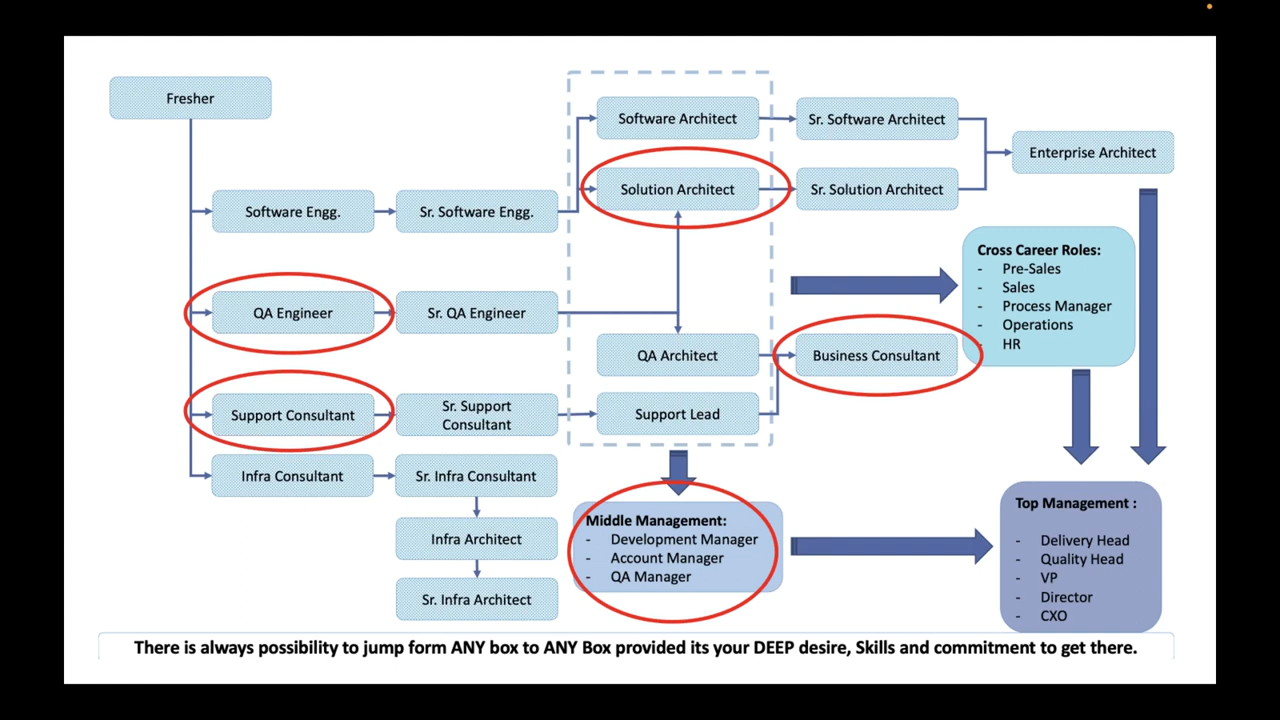 Fresher
Software Architect
Sr. Software Architect
Enterprise Architect
Solution Architect
Sr. Solution Architect
Software Engg.
Sr. Software Engg.
Cross Career Roles:
- Pre-Sales
- Sales
- Process Manager
- Operations
- HR
QA Engineer
Sr. QA Engineer
QA Architect
Business Consultant
Support Consultant
Sr. Support
Consultant
Support Lead
Infra Consultant
Sr. Infra Consultant
Infra Architect
Sr. Infra Architect
Middle Management:
- Development Manager
- Account Manager
- QA Manager
Top Management :
- Delivery Head
- Quality Head
- VP
- Director
- CXO
There is always possibility to jump form ANY box to ANY Box provided its your DEEP desire, Skills and commitment to get there.